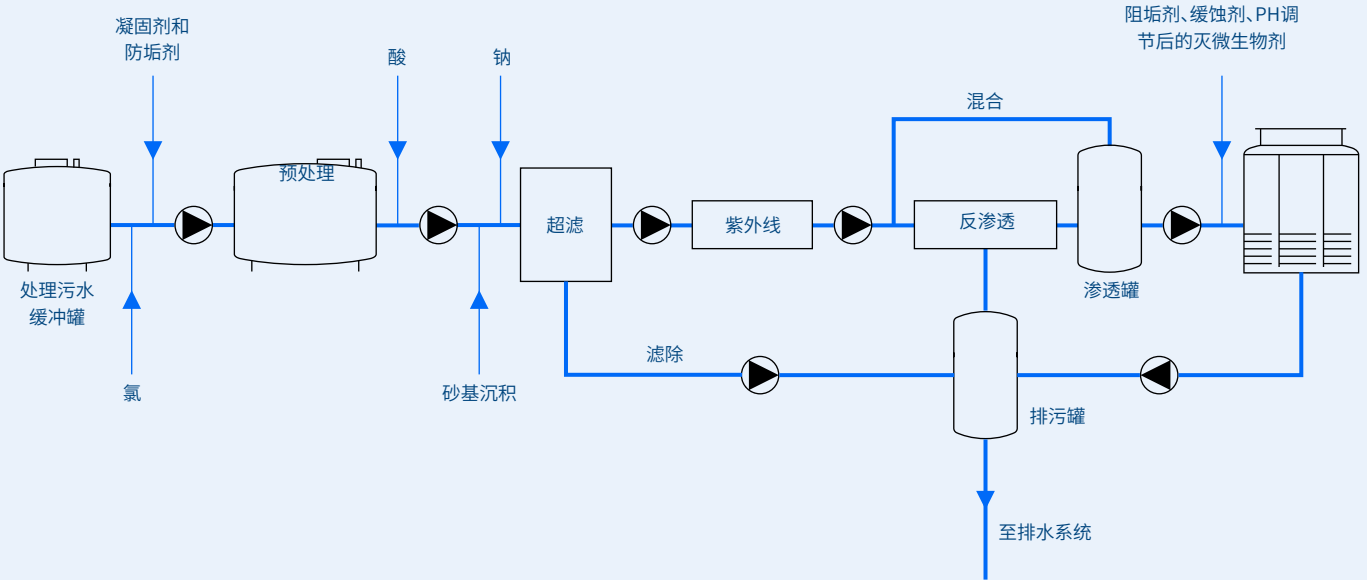 凝固剂和
防垢剂
酸
钠
阻垢剂、缓蚀剂、PH调
节后的灭微生物剂
混合
预处理
超滤
紫外线
反渗透
处理污水
缓冲罐
渗透罐
滤除
氯
砂基沉积
排污罐
至排水系统